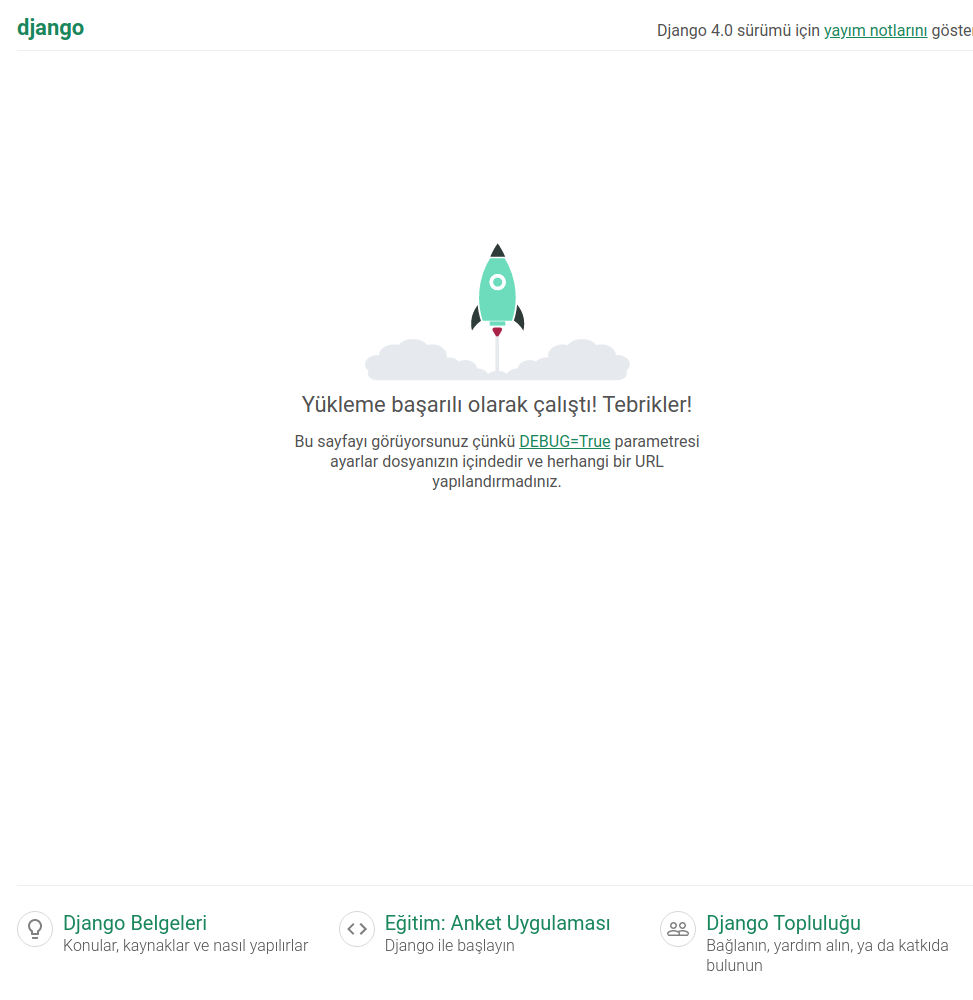 django
Django 4.0 sürümü için yayım notlarını
Yükleme başarılı olarak çalıştı! Tebrikler!
Bu sayfayı görüyorsunuz çünkü DEBUG=True parametresi
ayarlar dosyanızın içindedir ve herhangi bir URL
yapılandırmadınız.
Django Belgeleri
Konular, kaynaklar ve nasıl yapılırlar
Eğitim: Anket Uygulaması
Django ile başlayın
Django Topluluğu
Bağlanın, yardım alın, ya da katkıda
bulunun